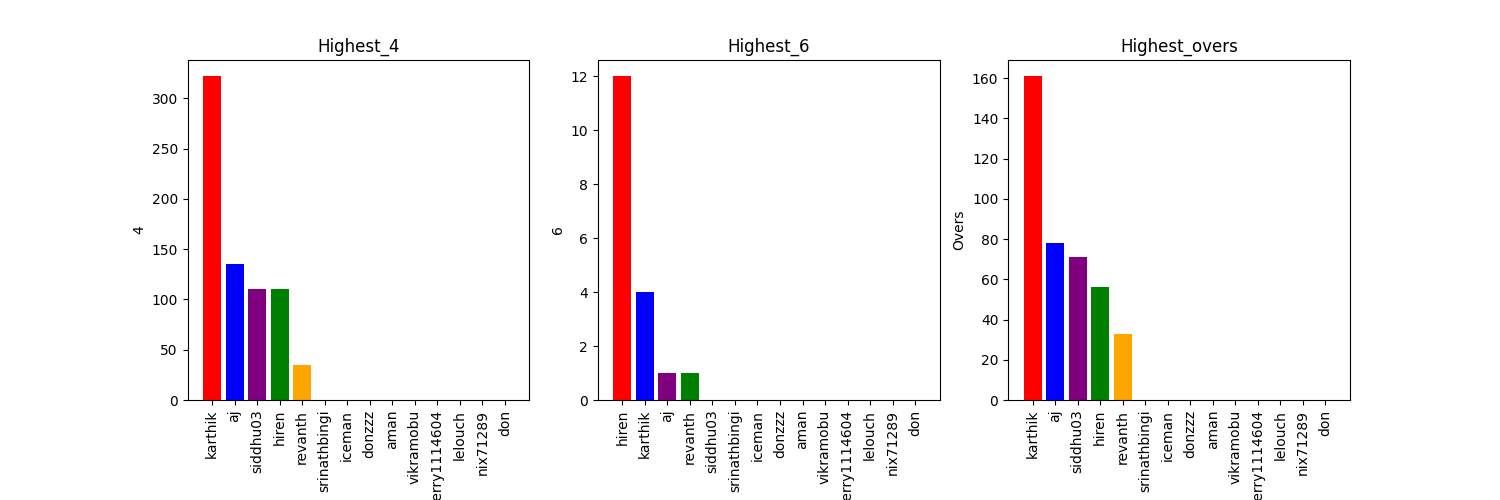 Highest_4
300
250
200
150
100
50
0
4
karthik
aj
siddhu03
hiren
revanth
srinathbingi
iceman
donzzz
aman
vikramobu
erry1114604
lelouch
nix71289
don
Highest_6
12
10
8
6
4
2
0
6
hiren
karthik
aj
revanth
siddhu03
srinathbingi
iceman
donzzz
aman
vikramobu
erry1114604
lelouch
nix71289
don
Highest_overs
160
140
120
100
80
60
40
20
0
Overs
karthik
aj
siddhu03
hiren
revanth
srinathbingi
iceman
donzzz
aman
vikramobu
erry1114604
lelouch
nix71289
don